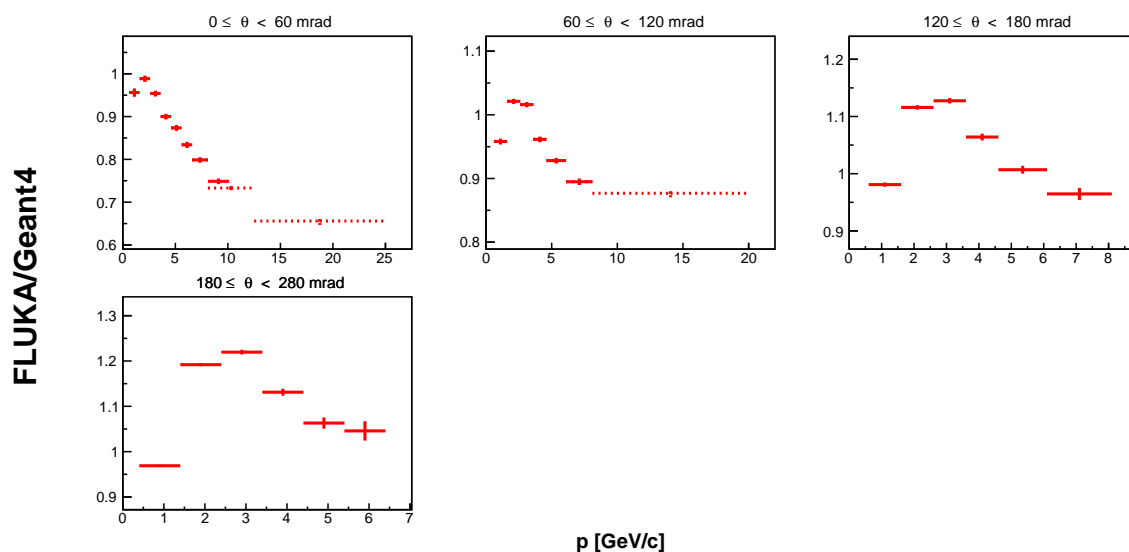 0 ≤ θ < 60 mrad
60 ≤ θ < 120 mrad
120 ≤ θ < 180 mrad
1
0.9
0.8
0.7
0.6
0 5 10 15 20 25
1.1
1
0.9
0.8
0 5 10 15 20
1.2
1.1
1
0.9
0 1 2 3 4 5 6 7 8
180 ≤ θ < 280 mrad
1.3
1.2
1.1
1
0.9
0 1 2 3 4 5 6 7
FLUKA/Geant4
p [GeV/c]